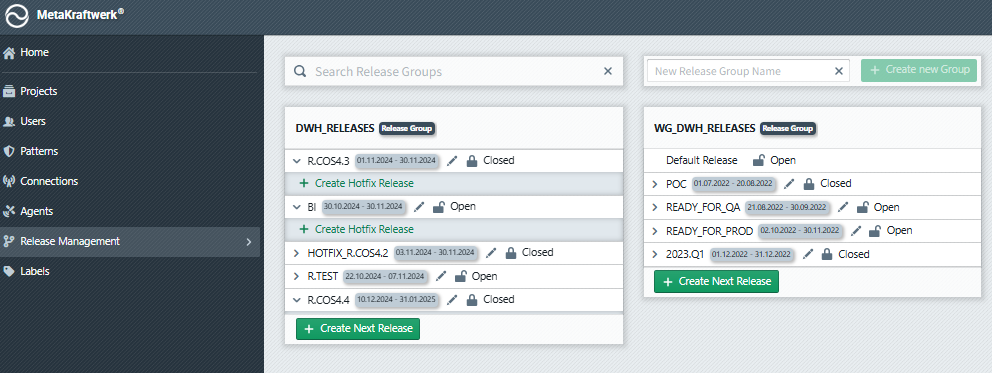 MetaKraftwerk®
Home
Projects
Users
Patterns
Connections
Agents
Release Management
Labels
Search Release Groups
DWH_RELEASES Release Group
R.COS4.3 01.11.2024 - 30.11.2024 Closed
+ Create Hotfix Release
BI 30.10.2024 - 30.11.2024 Open
+ Create Hotfix Release
HOTFIX_R.COS4.2 03.11.2024 - 30.11.2024 Closed
R.TEST 22.10.2024 - 07.11.2024 Open
R.COS4.4 10.12.2024 - 31.01.2025 Closed
+ Create Next Release
New Release Group Name
+ Create new Group
WG_DWH_RELEASES Release Group
Default Release Open
POC 01.07.2022 - 20.08.2022 Closed
READY_FOR_QA 21.08.2022 - 30.09.2022 Open
READY_FOR_PROD 02.10.2022 - 30.11.2022 Open
2023.Q1 01.12.2022 - 31.12.2022 Closed
+ Create Next Release